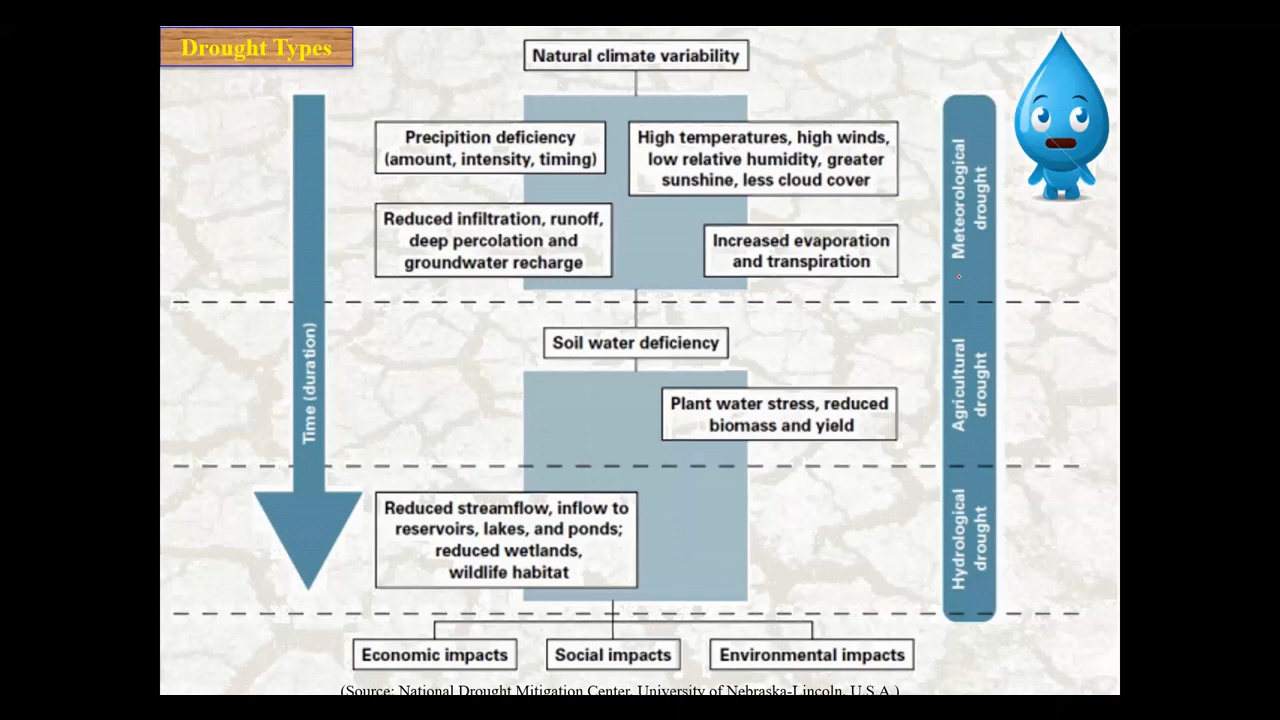 Drought Types
Natural climate variability
Precipition deficiency
(amount, intensity, timing)
High temperatures, high winds,
low relative humidity, greater
sunshine, less cloud cover
Reduced infiltration, runoff,
deep percolation and
groundwater recharge
Increased evaporation
and transpiration
Meteorological
drought
Time (duration)
Soil water deficiency
Plant water stress, reduced
biomass and yield
Agricultural
drought
Reduced streamflow, inflow to
reservoirs, lakes, and ponds;
reduced wetlands,
wildlife habitat
Hydrological
drought
Economic impacts
Social impacts
Environmental impacts
(Source: National Drought Mitigation Center, University of Nebraska-Lincoln, U.S.A.)